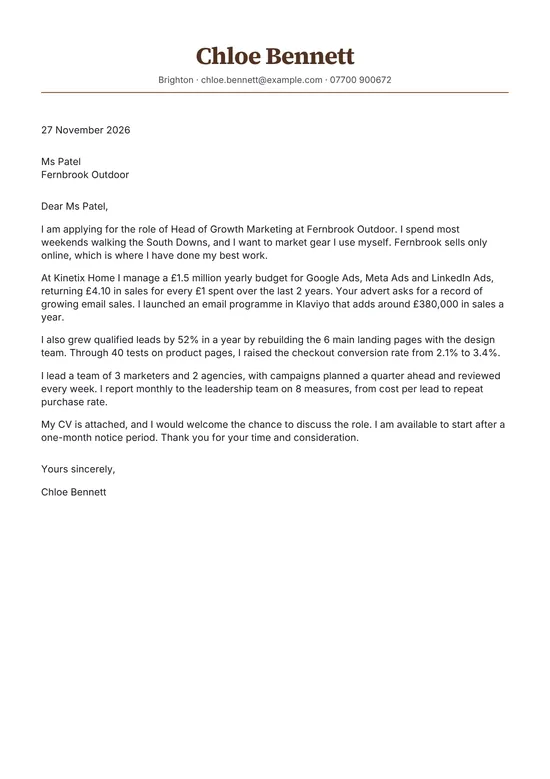 Chloe Bennett
Brighton · chloe.bennett@example.com · 07700 900672
27 November 2026
Ms Patel
Fernbrook Outdoor
Dear Ms Patel,
I am applying for the role of Head of Growth Marketing at Fernbrook Outdoor. I spend most
weekends walking the South Downs, and I want to market gear I use myself. Fernbrook sells only
online, which is where I have done my best work.
At Kinetix Home I manage a £1.5 million yearly budget for Google Ads, Meta Ads and LinkedIn Ads,
returning £4.10 in sales for every £1 spent over the last 2 years. Your advert asks for a record of
growing email sales. I launched an email programme in Klaviyo that adds around £380,000 in sales a
year.
I also grew qualified leads by 52% in a year by rebuilding the 6 main landing pages with the design
team. Through 40 tests on product pages, I raised the checkout conversion rate from 2.1% to 3.4%.
I lead a team of 3 marketers and 2 agencies, with campaigns planned a quarter ahead and reviewed
every week. I report monthly to the leadership team on 8 measures, from cost per lead to repeat
purchase rate.
My CV is attached, and I would welcome the chance to discuss the role. I am available to start after a
one-month notice period. Thank you for your time and consideration.
Yours sincerely,
Chloe Bennett